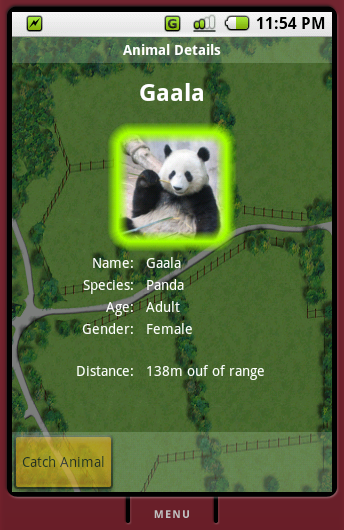 G 11:54 PM
Animal Details
Gaala
Name: Gaala
Species: Panda
Age: Adult
Gender: Female
Distance: 138m ouf of range
Catch Animal
MENU